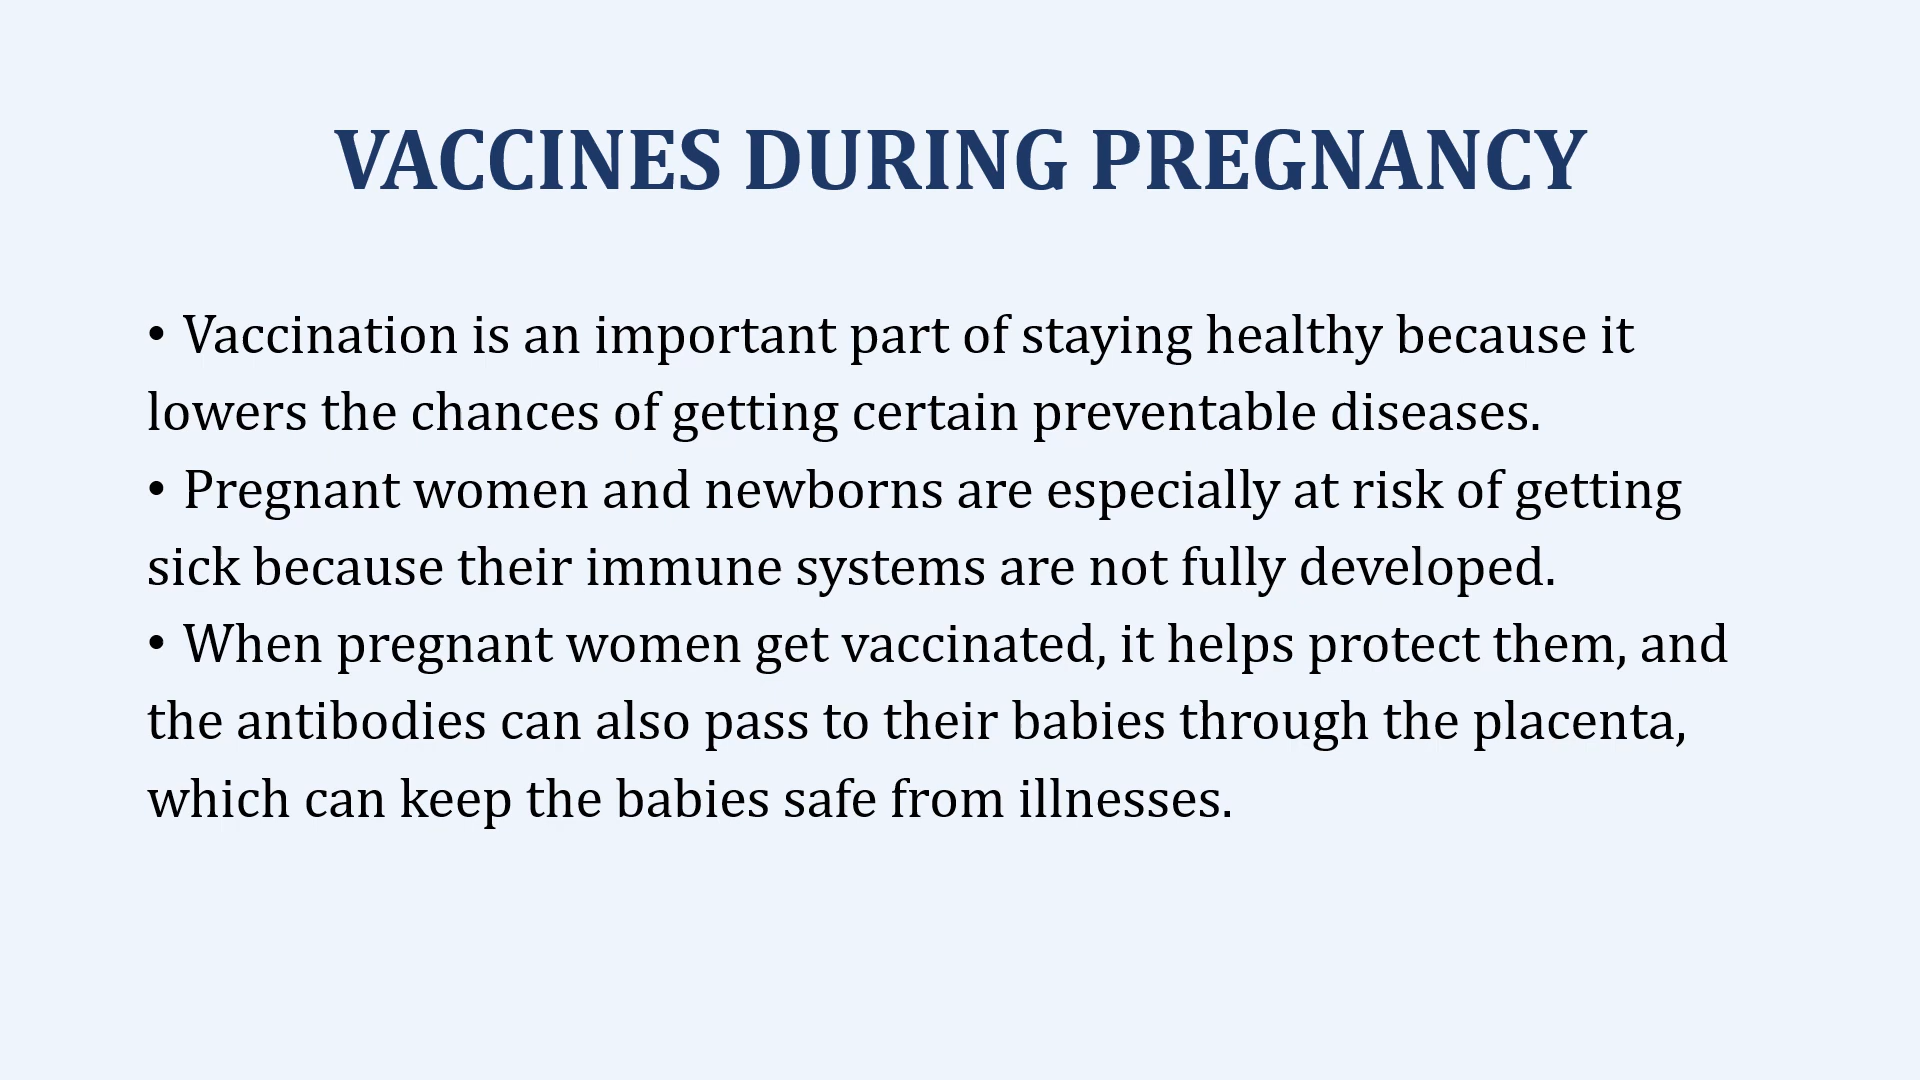 VACCINES DURING PREGNANCY
• Vaccination is an important part of staying healthy because it
lowers the chances of getting certain preventable diseases.
• Pregnant women and newborns are especially at risk of getting
sick because their immune systems are not fully developed.
• When pregnant women get vaccinated, it helps protect them, and
the antibodies can also pass to their babies through the placenta,
which can keep the babies safe from illnesses.